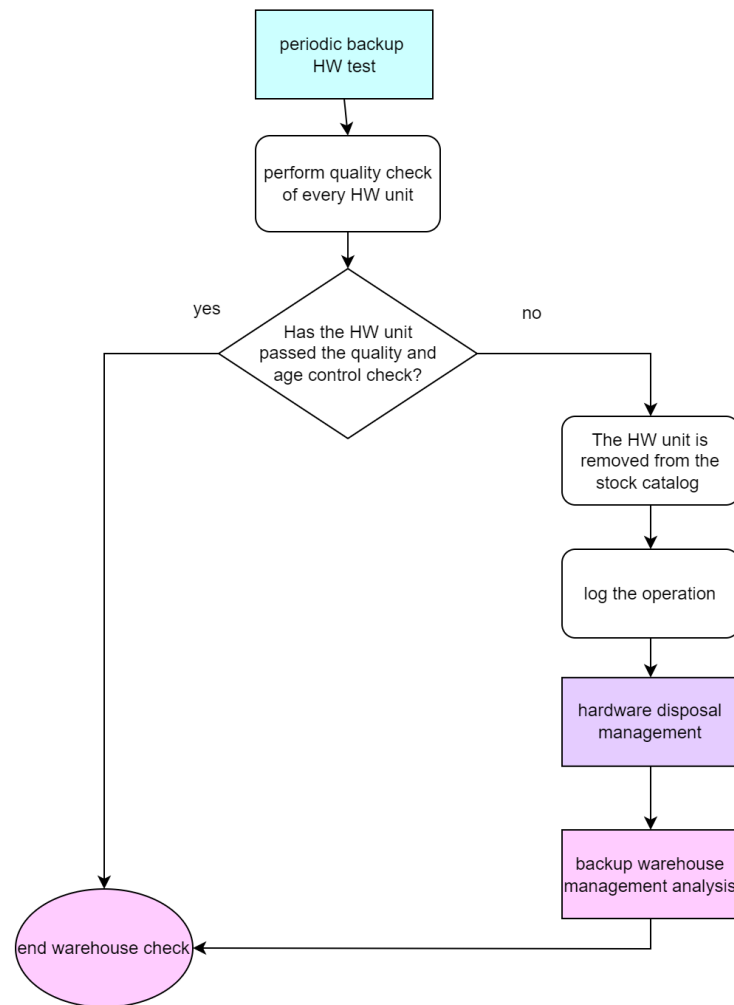 periodic backup
HW test
perform quality check
of every HW unit
yes
no
Has the HW unit
passed the quality and
age control check?
The HW unit is
removed from the
stock catalog
log the operation
hardware disposal
management
backup warehouse
management analysis
end warehouse check